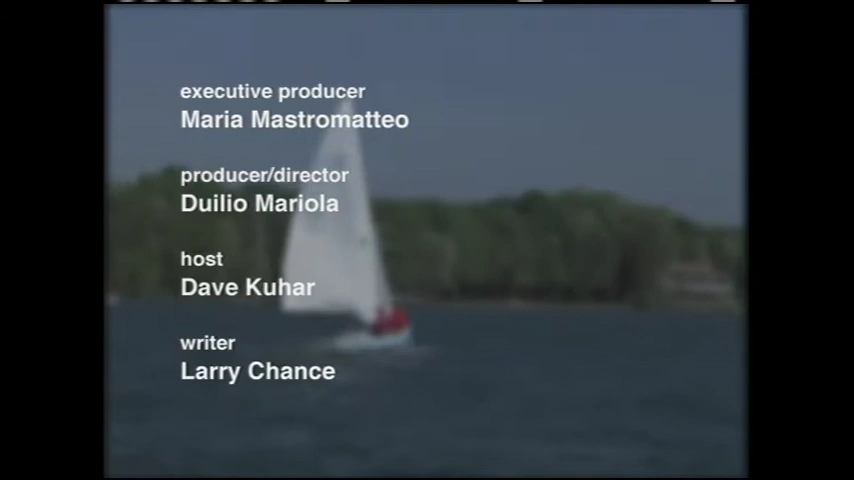 executive producer
Maria Mastromatteo
producer/director
Duilio Mariola
host
Dave Kuhar
writer
Larry Chance